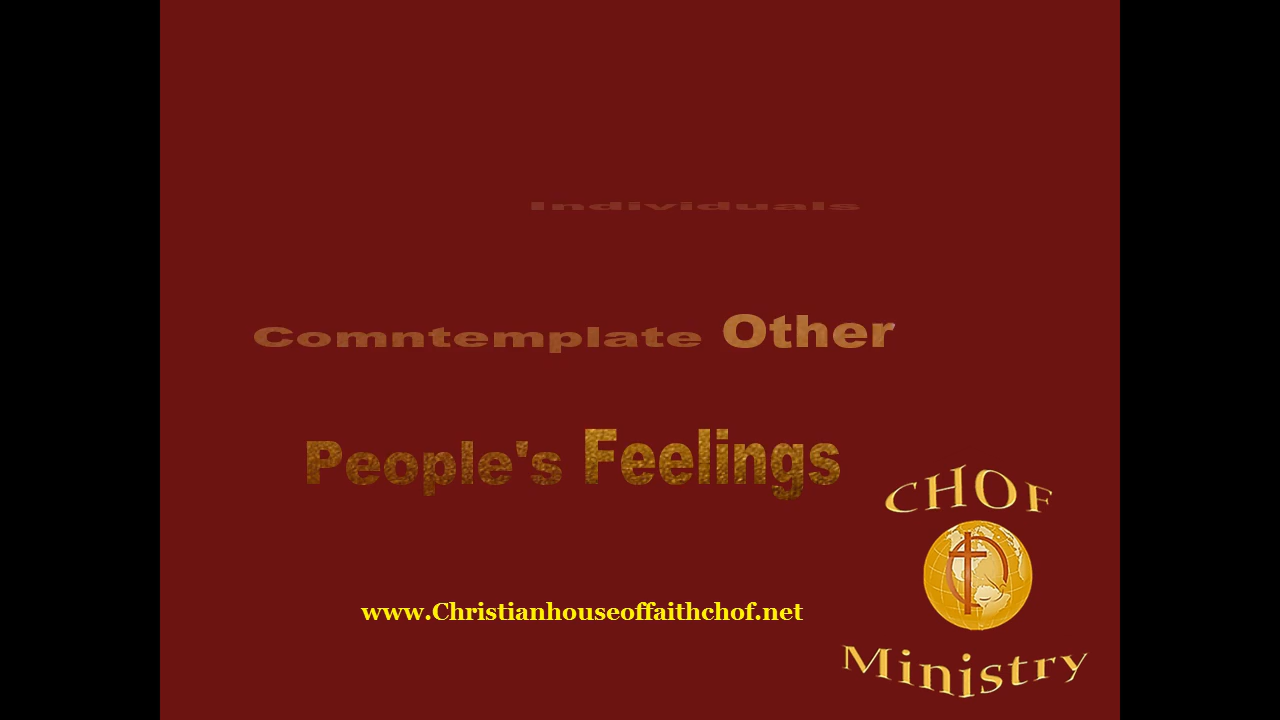 Individuals
Comntemplate Other
People's Feelings
CHOF
www.Christianhouseoffaithchof.net
Ministry